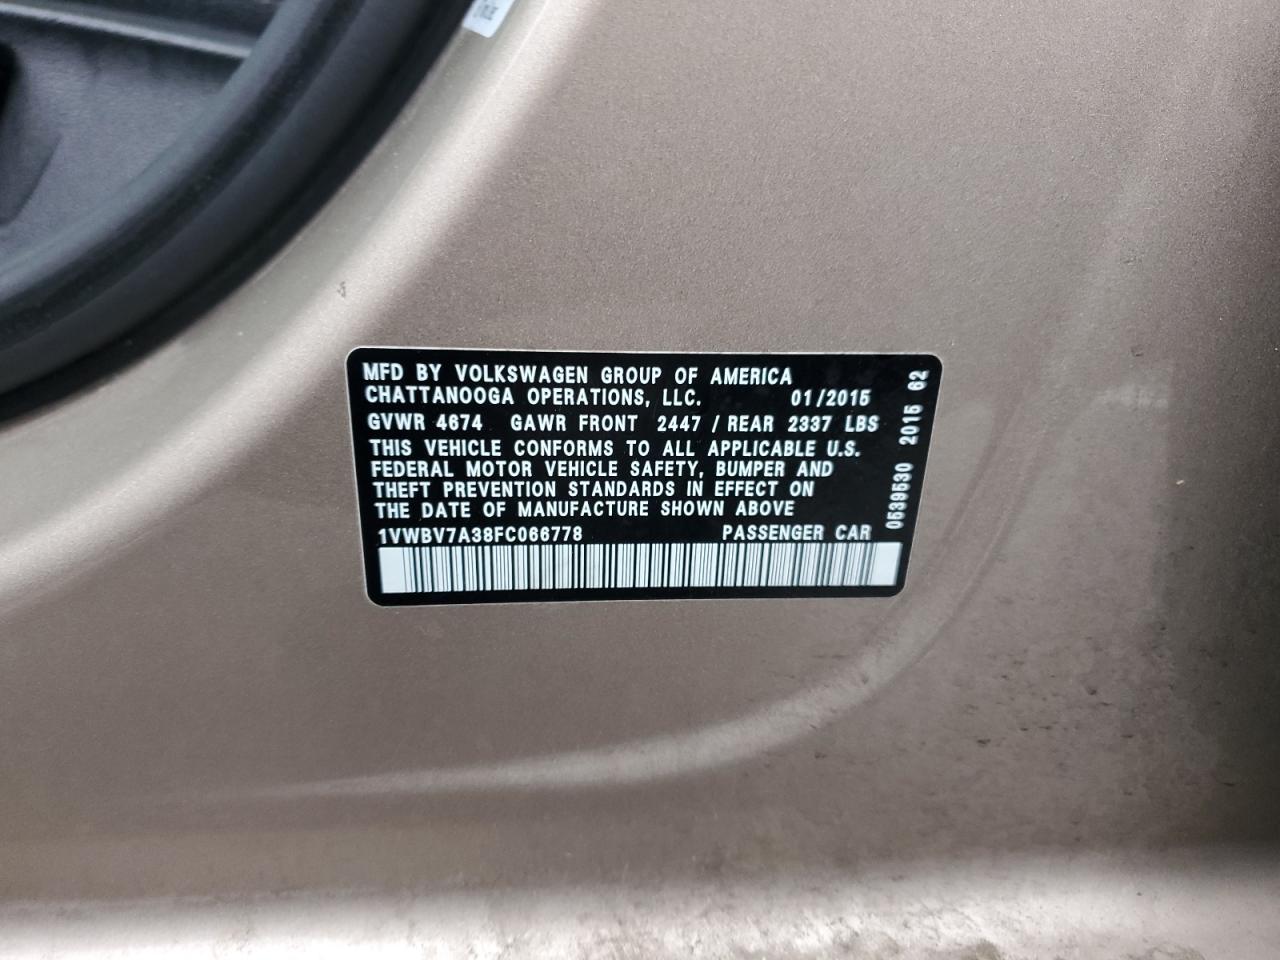 MFD BY VOLKSWAGEN GROUP OF AMERICA
CHATTANOOGA OPERATIONS, LLC. 01/2015
GVWR 4674 GAWR FRONT 2447 / REAR 2337 LBS
THIS VEHICLE CONFORMS TO ALL APPLICABLE U.S.
FEDERAL MOTOR VEHICLE SAFETY, BUMPER AND
THEFT PREVENTION STANDARDS IN EFFECT ON
THE DATE OF MANUFACTURE SHOWN ABOVE
1VWBV7A38FC066778 PASSENGER CAR
0539530 2015 62